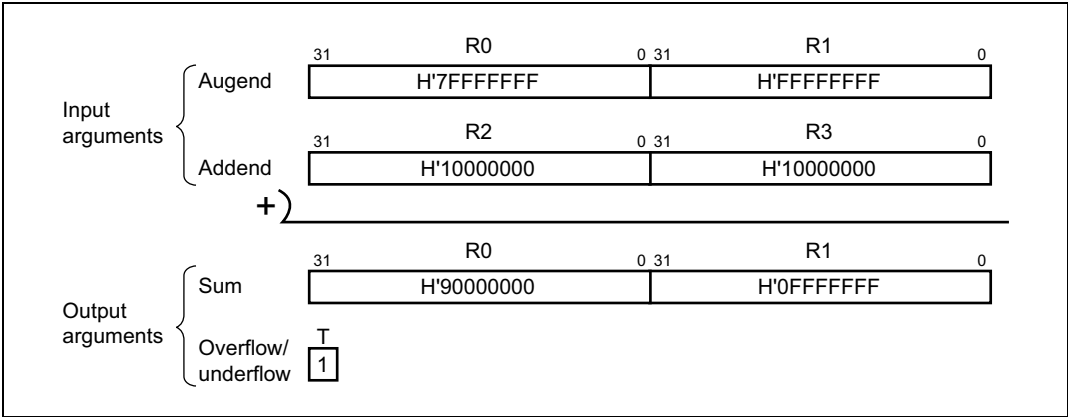 R0 R1
31 0 31 0
Augend H'7FFFFFFF H'FFFFFFFF
Input
arguments
R2 R3
31 0 31 0
Addend H'10000000 H'10000000
+
R0 R1
31 0 31 0
Sum H'90000000 H'0FFFFFFF
Output
arguments
T
Overflow/
underflow 1